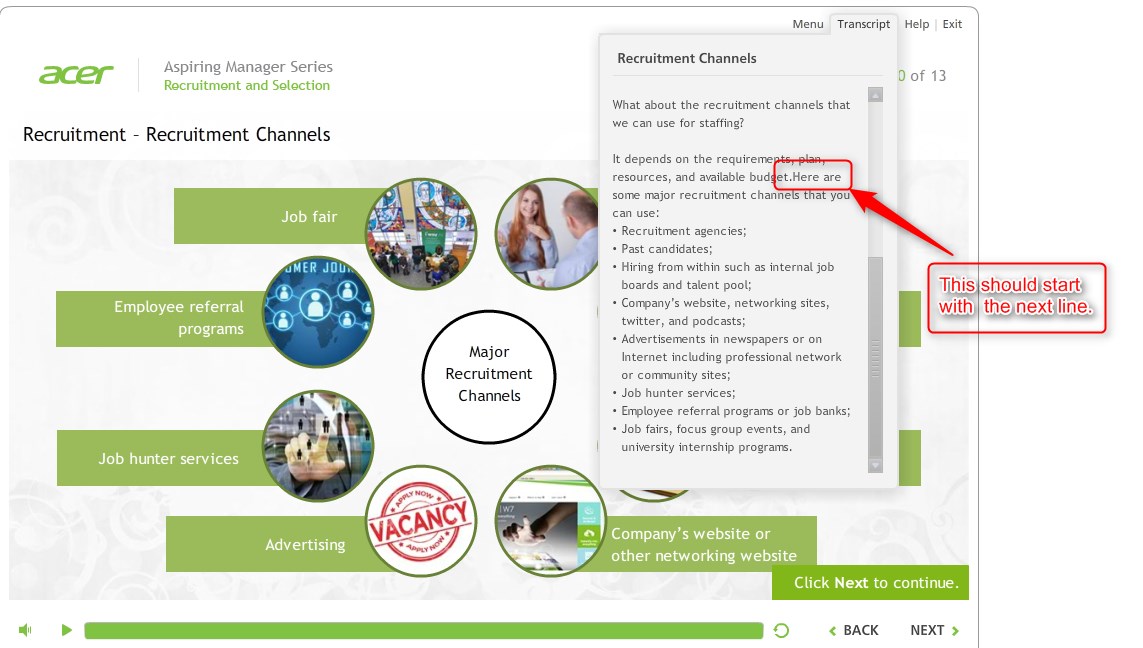 Menu Transcript Help | Exit
acer
Aspiring Manager Series
Recruitment and Selection
0 of 13
Recruitment – Recruitment Channels
Recruitment Channels
What about the recruitment channels that
we can use for staffing?
It depends on the requirements, plan,
resources, and available budget.Here are
some major recruitment channels that you
can use:
• Recruitment agencies;
• Past candidates;
• Hiring from within such as internal job
boards and talent pool;
• Company’s website, networking sites,
twitter, and podcasts;
• Advertisements in newspapers or on
Internet including professional network
or community sites;
• Job hunter services;
• Employee referral programs or job banks;
• Job fairs, focus group events, and
university internship programs.
This should start
with the next line.
Job fair
OMER JOUR
Employee referral
programs
Major
Recruitment
Channels
Job hunter services
APPLY NOW
VACANCY
APPLY NOW
Advertising
W7
Company’s website or
other networking website
Click Next to continue.
BACK
NEXT